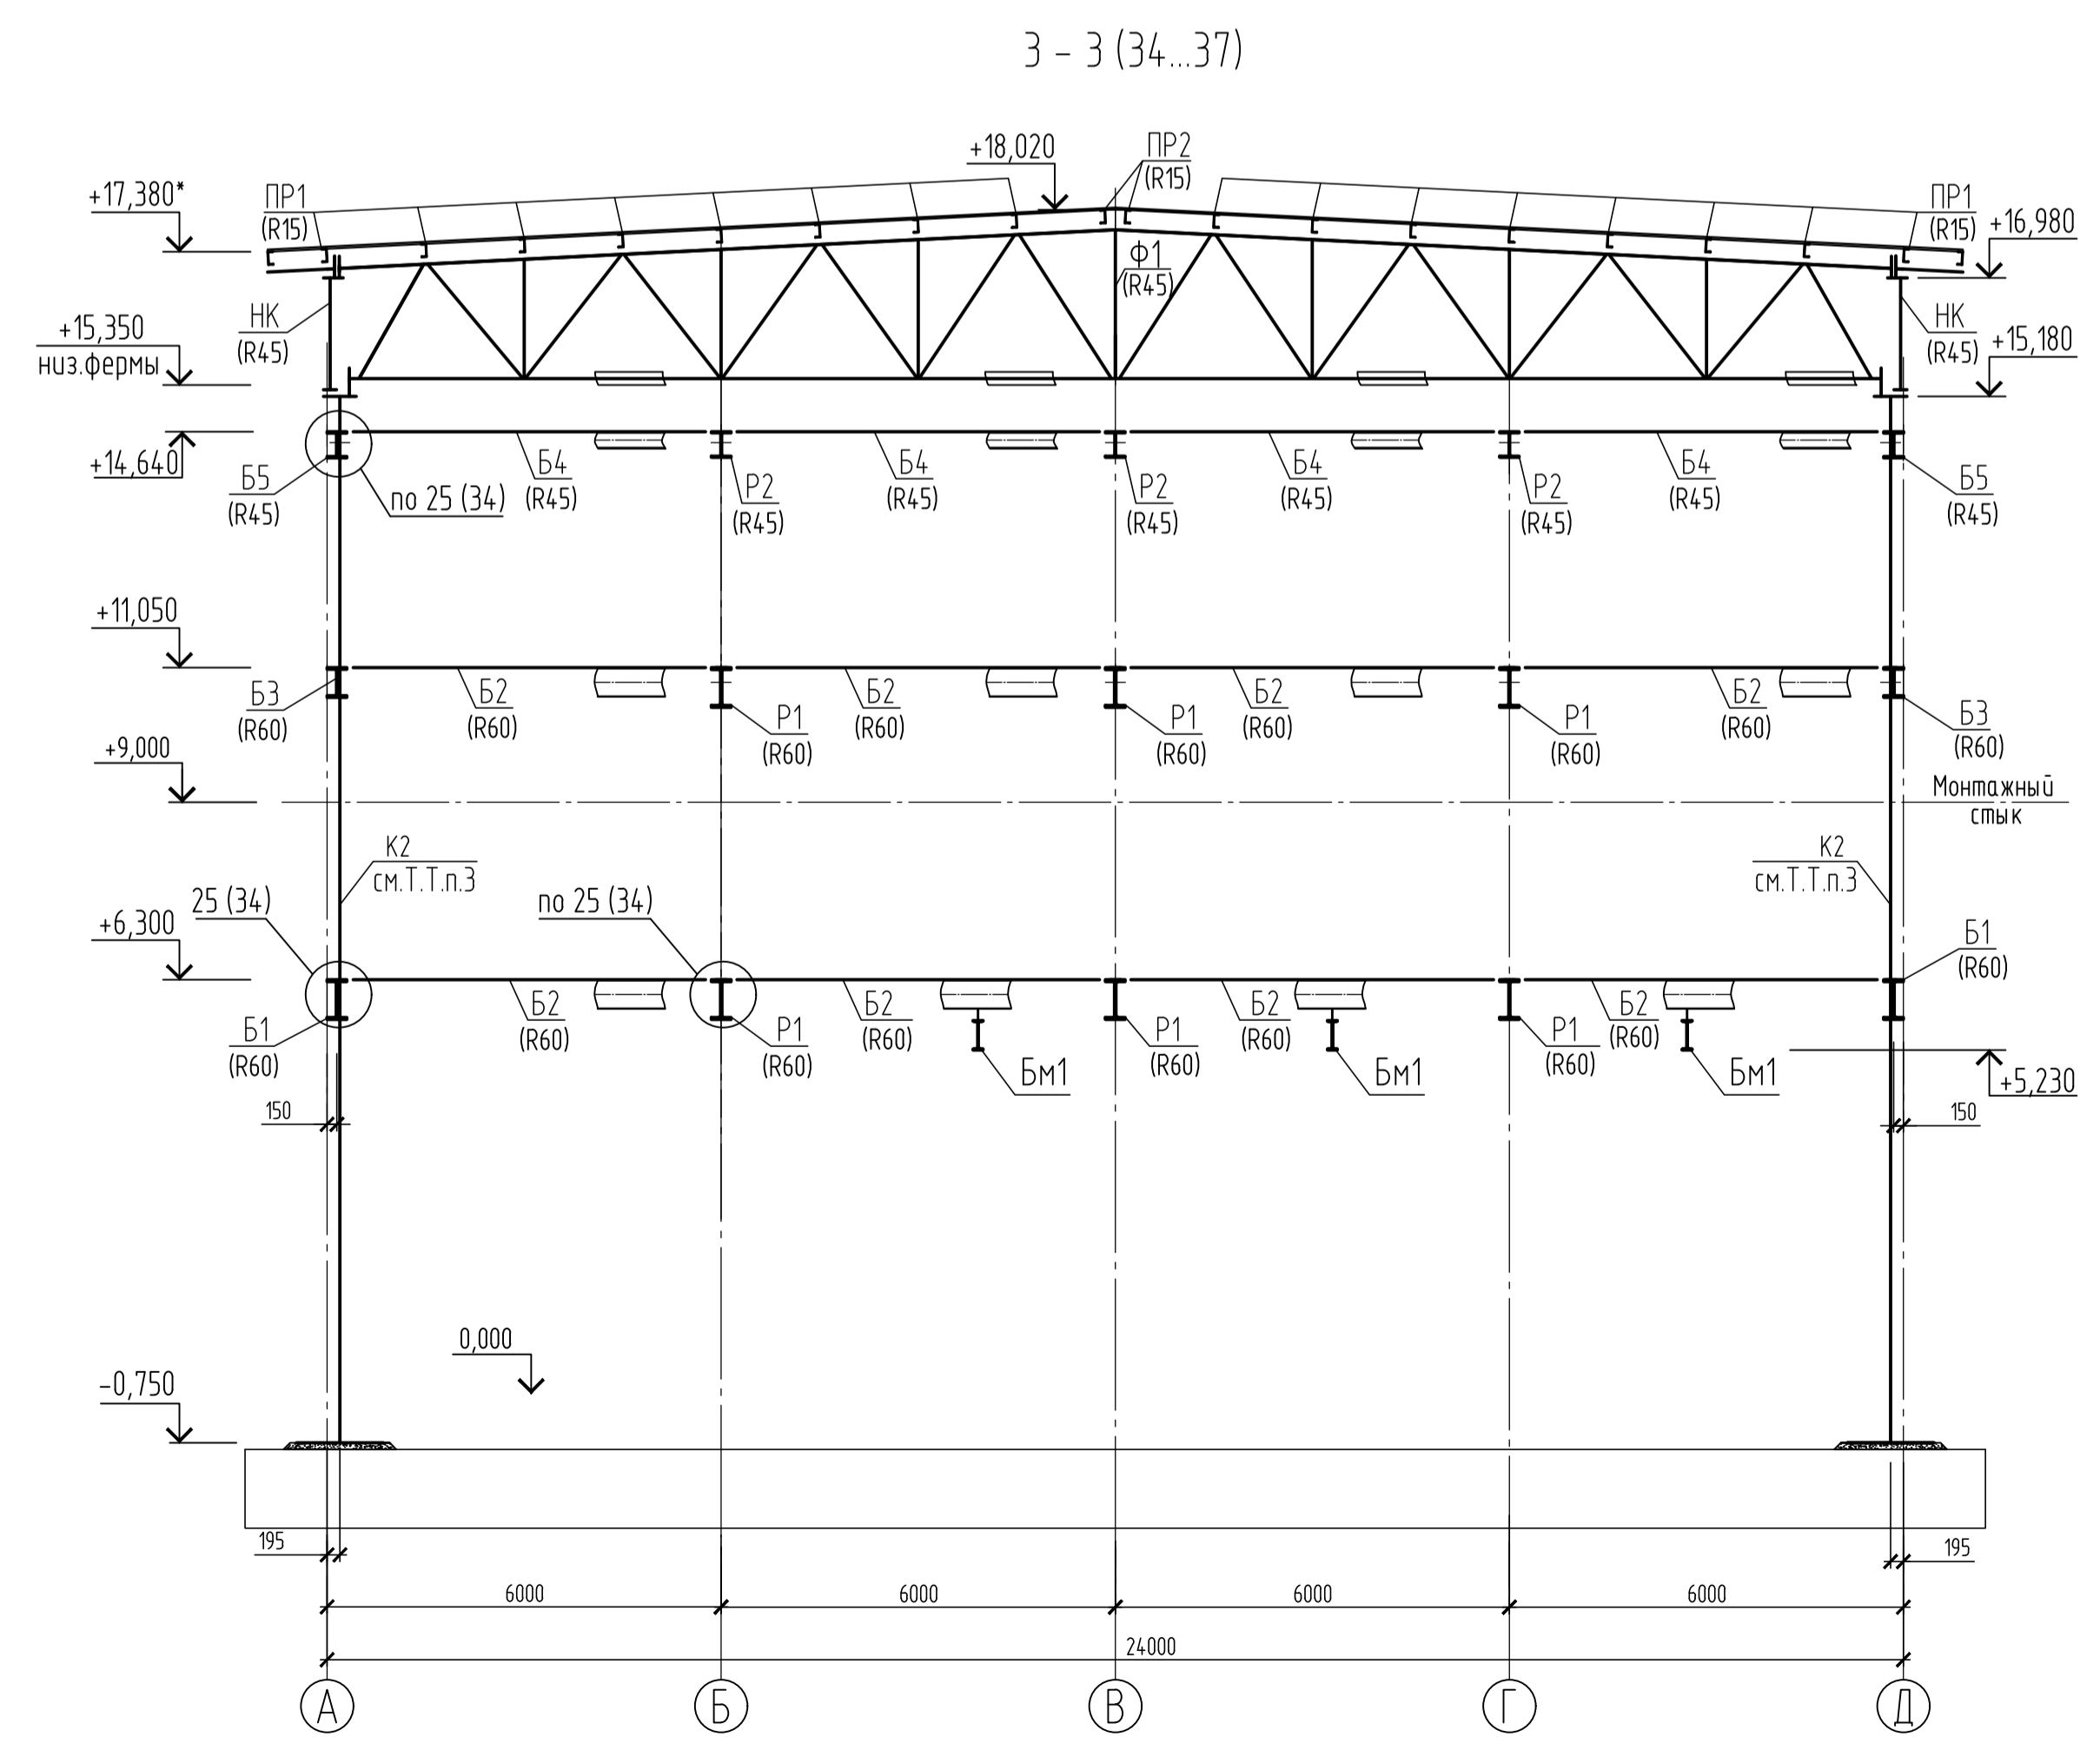 3 – 3 (34...37)
+18,020
ПР2
(R15)
+17,380*
ПР1
(R15)
ПР1
(R15)
+16,980
Ф1
(R45)
НК
(R45)
НК
(R45)
+15,350
низ.фермы
+15,180
+14,640
Б5
(R45)
по 25 (34)
Б4
(R45)
Р2
(R45)
Б4
(R45)
Р2
(R45)
Б4
(R45)
Р2
(R45)
Б4
(R45)
Б5
(R45)
+11,050
Б3
(R60)
Б2
(R60)
Р1
(R60)
Б2
(R60)
Р1
(R60)
Б2
(R60)
Р1
(R60)
Б2
(R60)
Б3
(R60)
+9,000
Монтажный
стык
К2
см.Т.Т.п.3
К2
см.Т.Т.п.3
25 (34)
по 25 (34)
+6,300
Б1
(R60)
Б1
(R60)
Б2
(R60)
Р1
(R60)
Б2
(R60)
Бм1
Р1
(R60)
Б2
(R60)
Бм1
Р1
(R60)
Б2
(R60)
Бм1
+5,230
150
150
0,000
-0,750
195
195
6000
6000
6000
6000
24000
А
Б
В
Г
Д